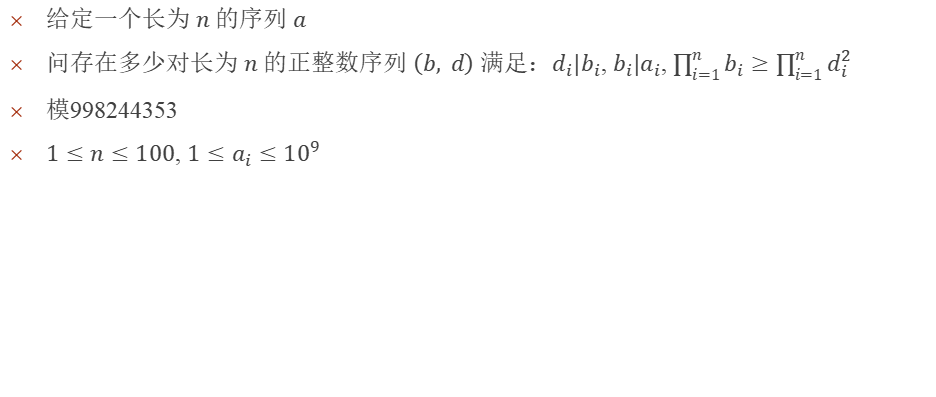 × 给定一个长为 n 的序列 a
× 问存在多少对长为 n 的正整数序列 (b, d) 满足：d_i|b_i, b_i|a_i, ∏_{i=1}^{n} b_i ≥ ∏_{i=1}^{n} d_i^2
× 模998244353
× 1 ≤ n ≤ 100, 1 ≤ a_i ≤ 10^9